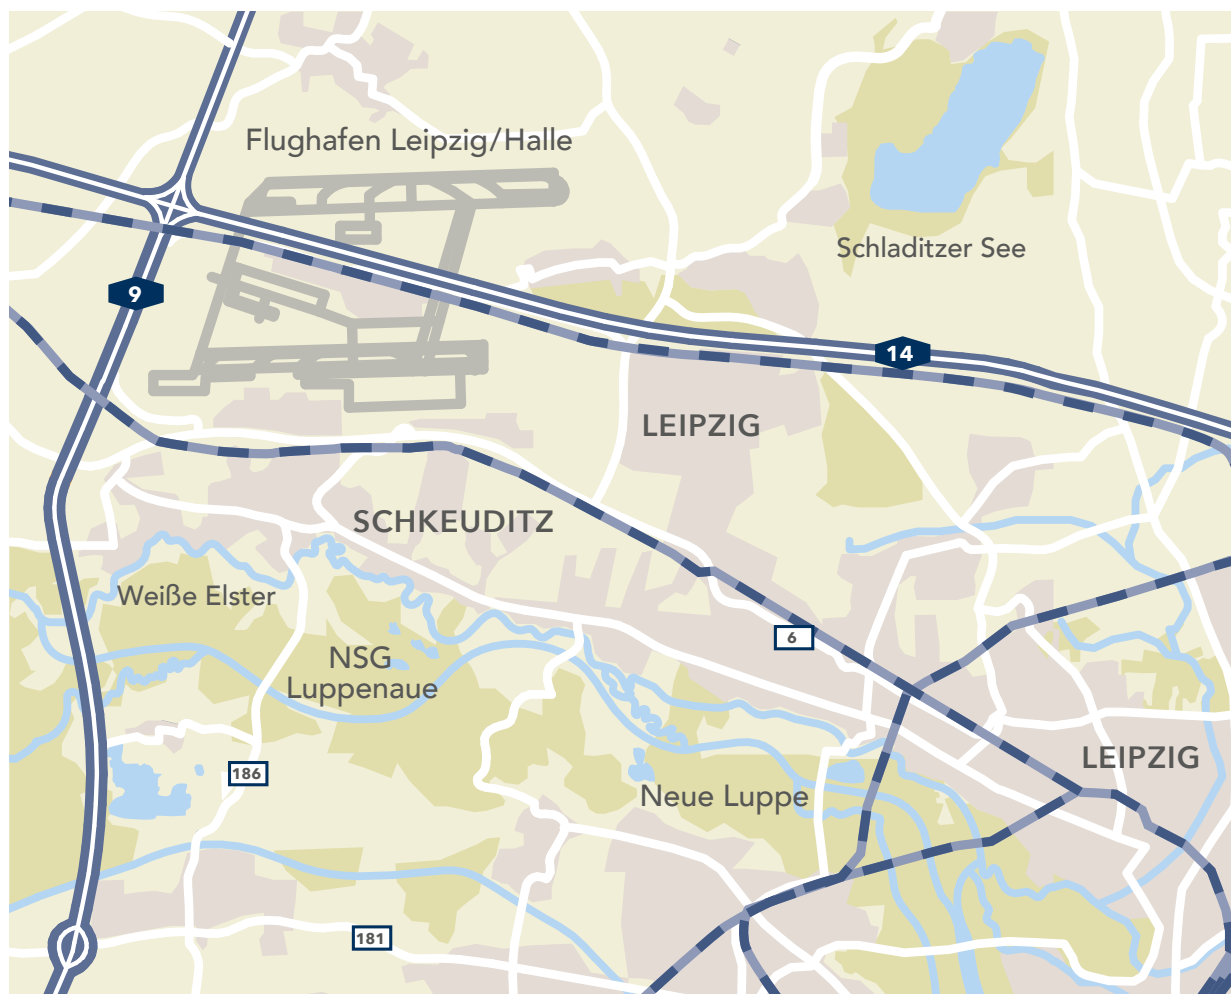 Flughafen Leipzig/Halle
Schladitzer See
9
14
LEIPZIG
SCHKEUDITZ
Weiße Elster
6
NSG
Luppenaue
LEIPZIG
186
Neue Luppe
181